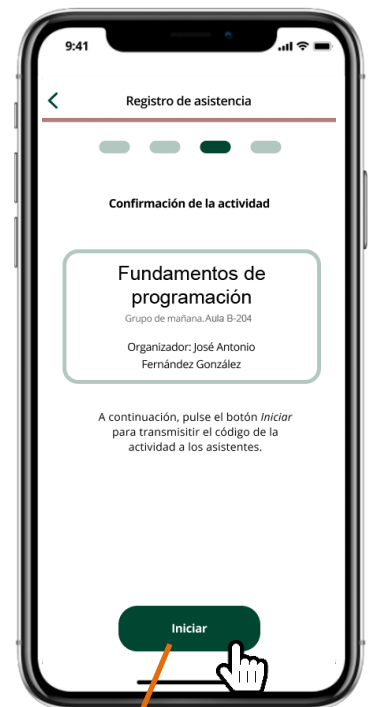 9:41
Registro de asistencia
Confirmación de la actividad
Fundamentos de
programación
Grupo de mañana.Aula B-204
Organizador: José Antonio
Fernández González
A continuación, pulse el botón Iniciar
para transmisitir el código de la
actividad a los asistentes.
Iniciar